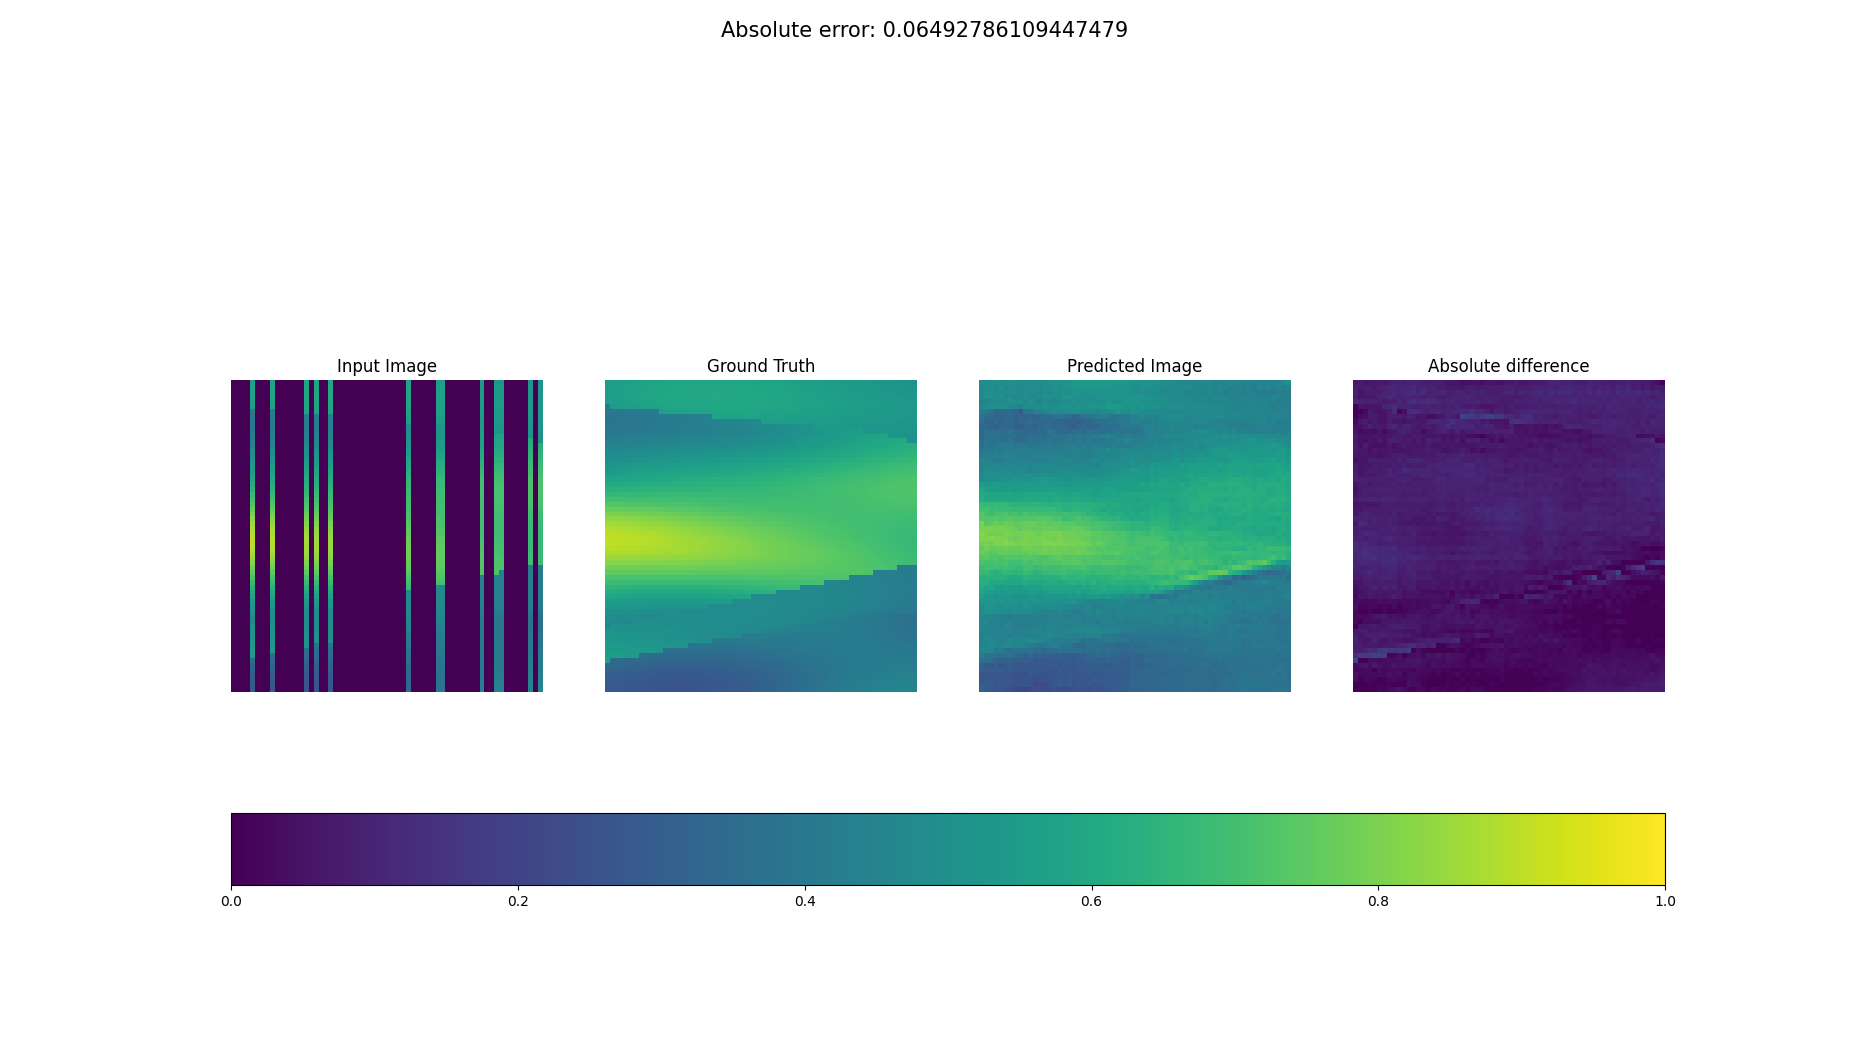 Absolute error: 0.06492786109447479
Input Image
Ground Truth
Predicted Image
Absolute difference
0.0
0.2
0.4
0.6
0.8
1.0